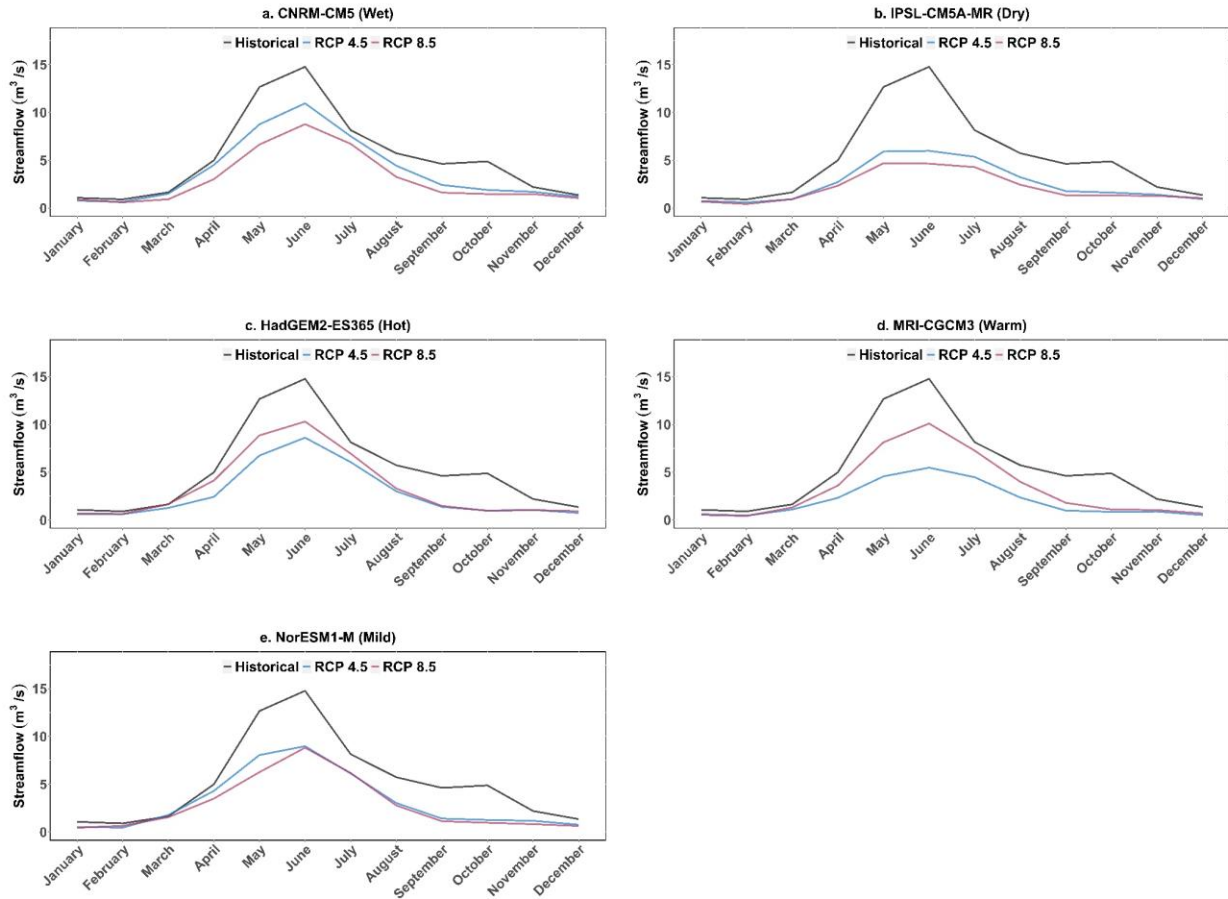 a. CNRM-CM5 (Wet)
Historical RCP 4.5 RCP 8.5
Streamflow (m³/s)
15
10
5
0
January February March April May June July August September October November December
b. IPSL-CM5A-MR (Dry)
Historical RCP 4.5 RCP 8.5
Streamflow (m³/s)
15
10
5
0
January February March April May June July August September October November December
c. HadGEM2-ES365 (Hot)
Historical RCP 4.5 RCP 8.5
Streamflow (m³/s)
15
10
5
0
January February March April May June July August September October November December
d. MRI-CGCM3 (Warm)
Historical RCP 4.5 RCP 8.5
Streamflow (m³/s)
15
10
5
0
January February March April May June July August September October November December
e. NorESM1-M (Mild)
Historical RCP 4.5 RCP 8.5
Streamflow (m³/s)
15
10
5
0
January February March April May June July August September October November December